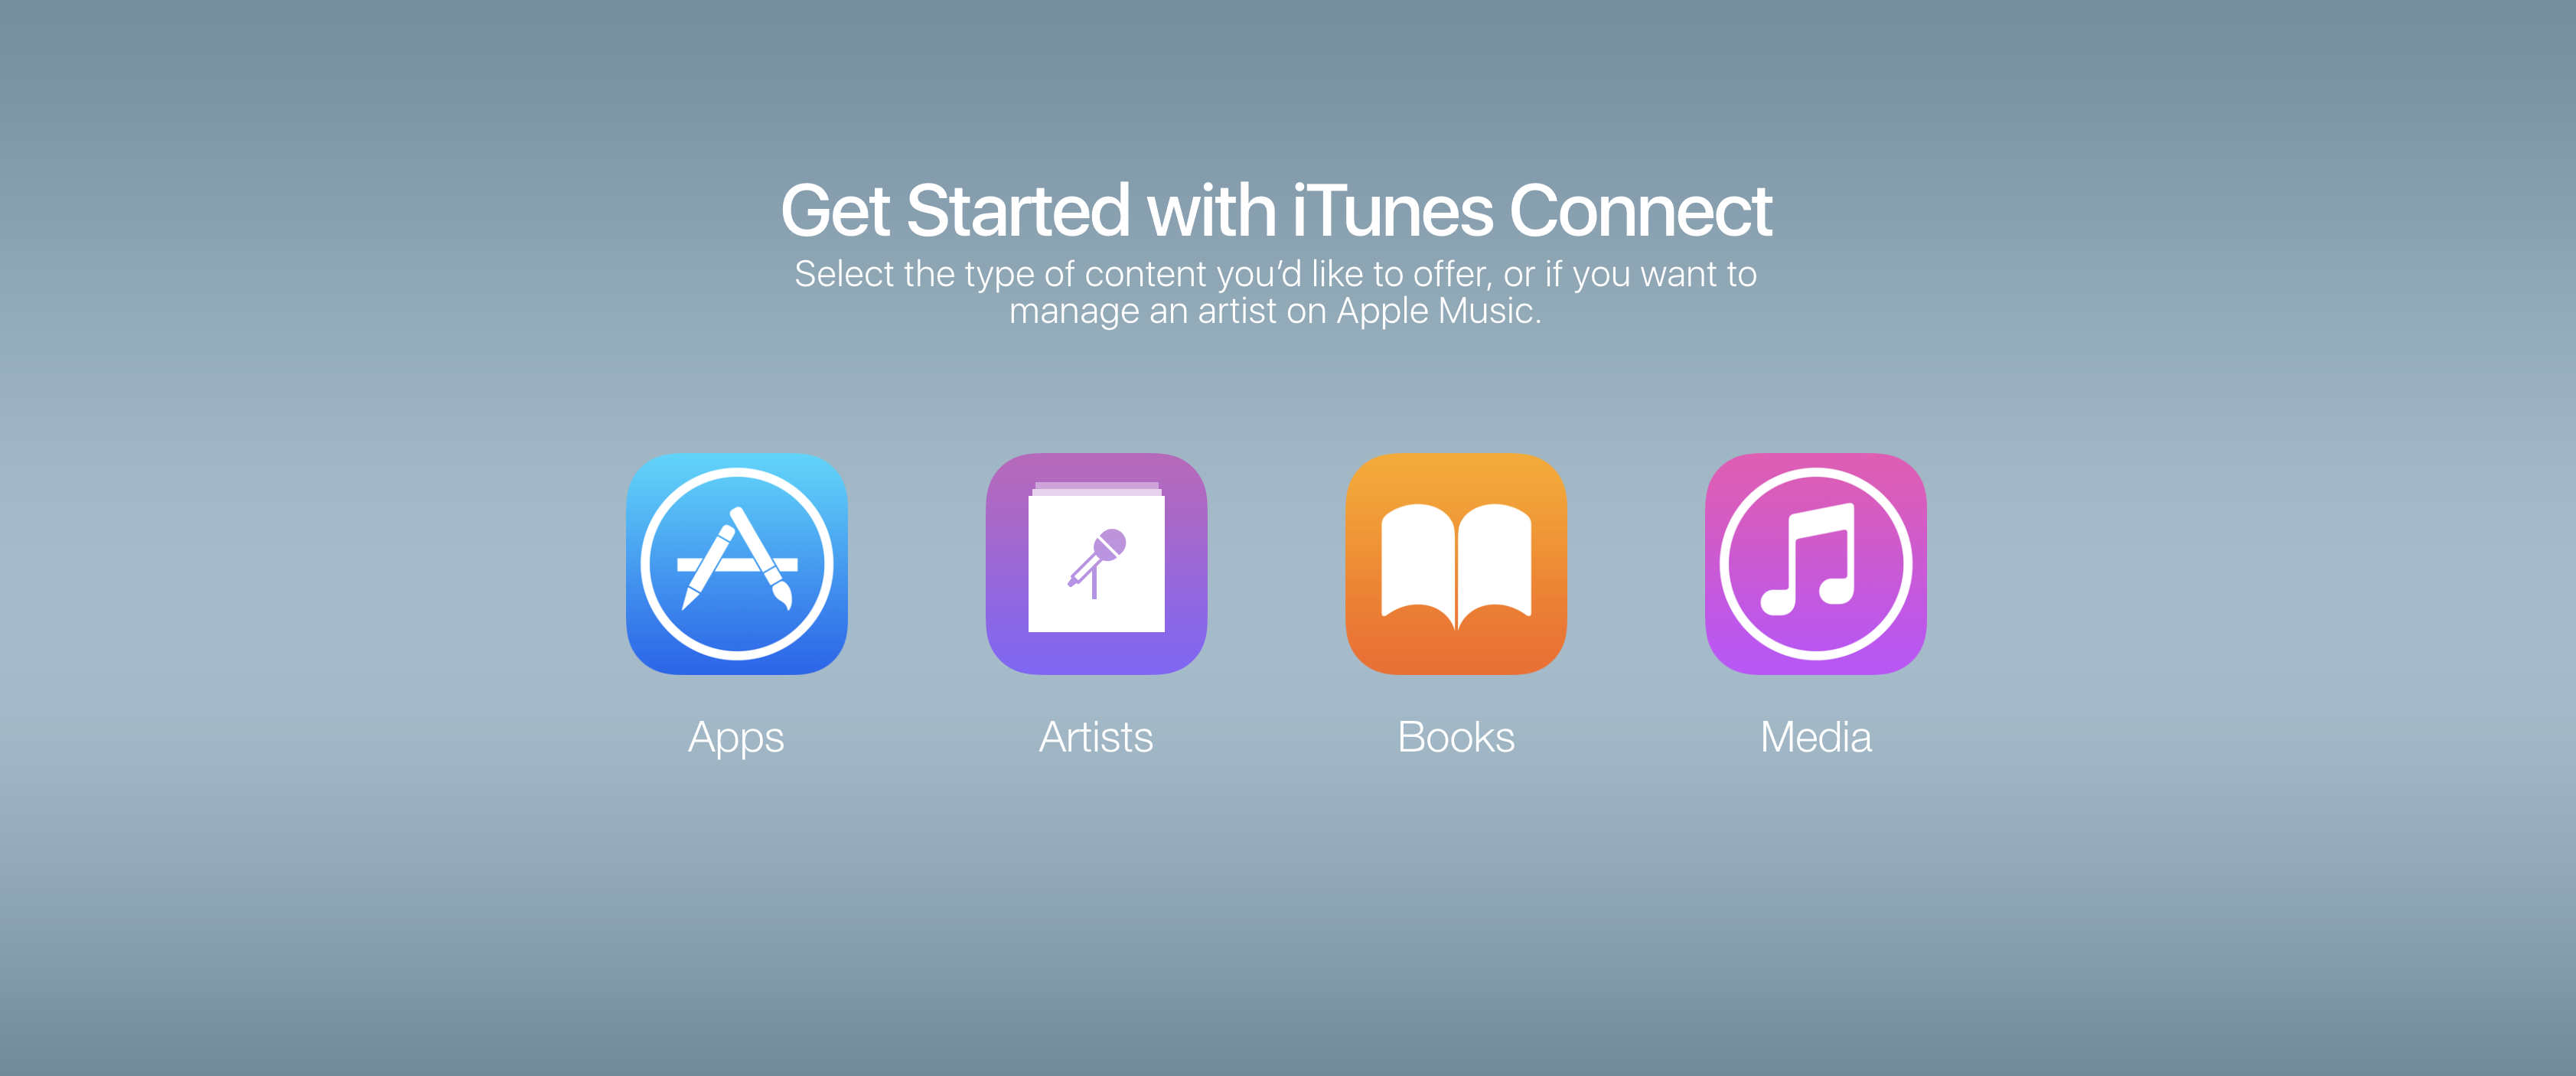 Get Started with iTunes Connect
Select the type of content you’d like to offer, or if you want to
manage an artist on Apple Music.
Apps
Artists
Books
Media